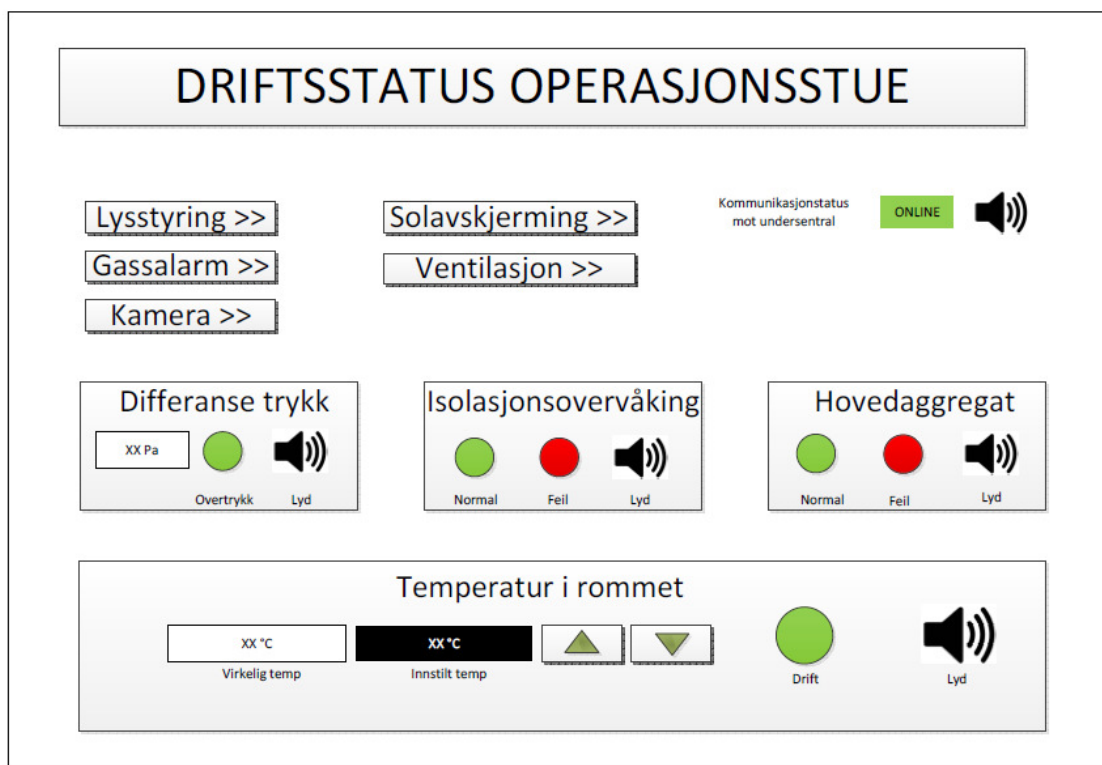 DRIFTSSTATUS OPERASJONSSTUE
Lysstyring >>
Solavskjerming >>
Kommunikasjonstatus
mot undersentral
ONLINE
Gassalarm >>
Ventilasjon >>
Kamera >>
Differanse trykk
XX Pa
Overtrykk
Lyd
Isolasjonsovervåking
Normal
Feil
Lyd
Hovedaggregat
Normal
Feil
Lyd
Temperatur i rommet
XX °C
Virkelig temp
XX °C
Innstilt temp
Drift
Lyd